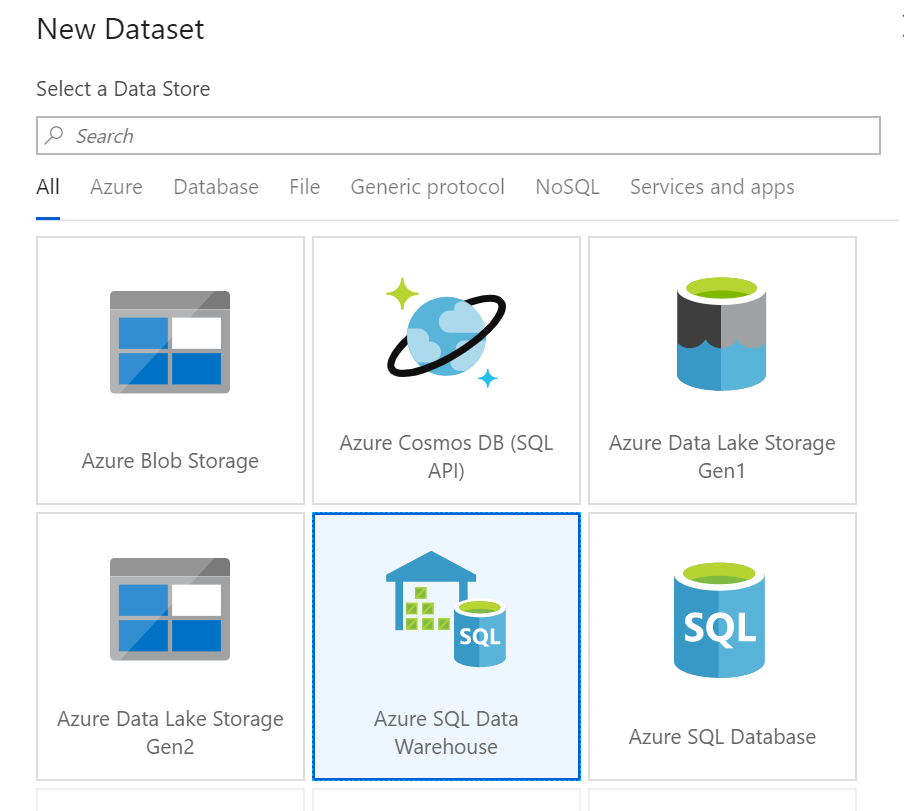 New Dataset
Select a Data Store
Search
All Azure Database File Generic protocol NoSQL Services and apps
Azure Blob Storage
Azure Cosmos DB (SQL
API)
Azure Data Lake Storage
Gen1
Azure Data Lake Storage
Gen2
SQL
Azure SQL Data
Warehouse
SQL
Azure SQL Database